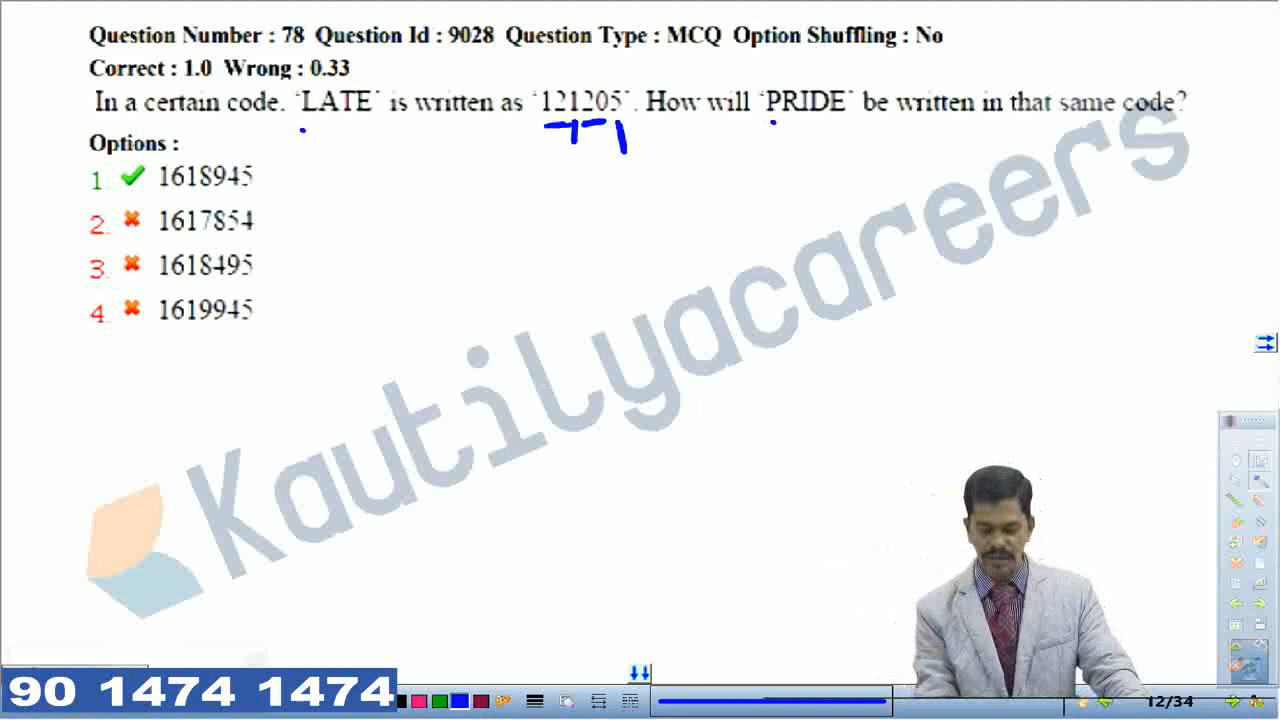 Question Number : 78 Question Id : 9028 Question Type : MCQ Option Shuffling : No
Correct : 1.0 Wrong : 0.33
In a certain code. 'LATE' is written as '121205'. How will 'PRIDE' be written in that same code?
Options :
1. 1618945
2. 1617854
3. 1618495
4. 1619945
Kautilyacareers
90 1474 1474
12/34